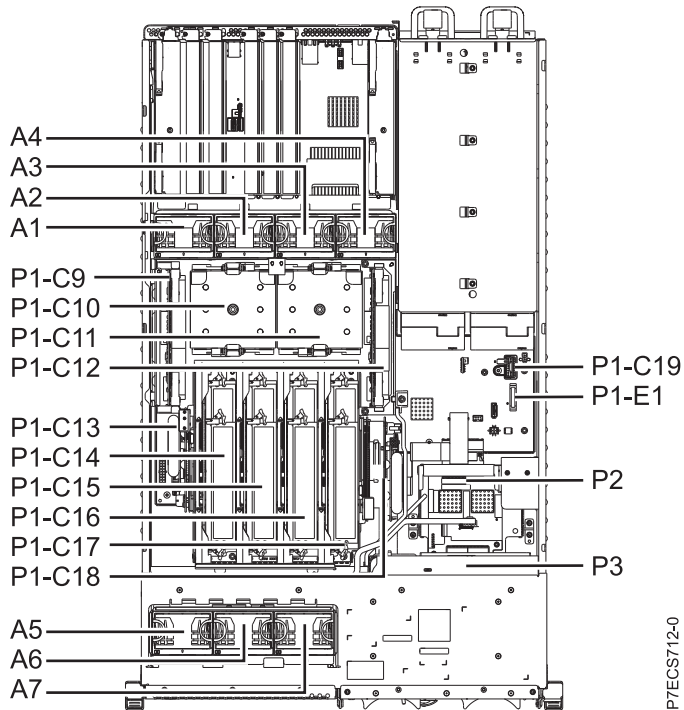 A4
A3
A2
A1
P1-C9
P1-C10
P1-C11
P1-C12
P1-C13
P1-C14
P1-C15
P1-C16
P1-C17
P1-C18
A5
A6
A7
P1-C19
P1-E1
P2
P3
P7ECS712-0